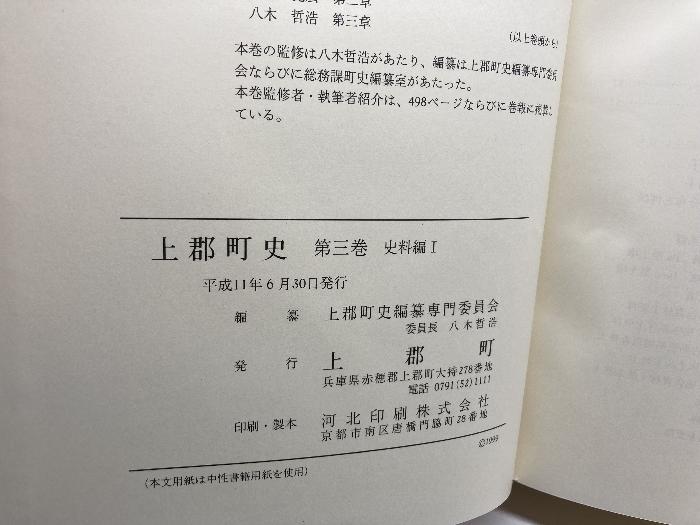 八木 哲浩 第三章
(以上巻頭から)
本巻の監修は八木哲浩があたり、編纂は上郡町史編纂専門委員
会ならびに総務課町史編纂室があたった。
本巻監修者・執筆者紹介は、498ページならびに巻報に掲載し
ている。
上郡町史 第三巻 史料編Ⅰ
平成11年6月30日発行
編纂 上郡町史編纂専門委員会
委員長 八木哲浩
発行 上郡町
兵庫県赤穂郡上郡町大持278番地
電話 0791(52)1111
印刷・製本 河北印刷株式会社
京都市南区唐橋門脇町28番地
©1999
(本文用紙は中性書籍用紙を使用)